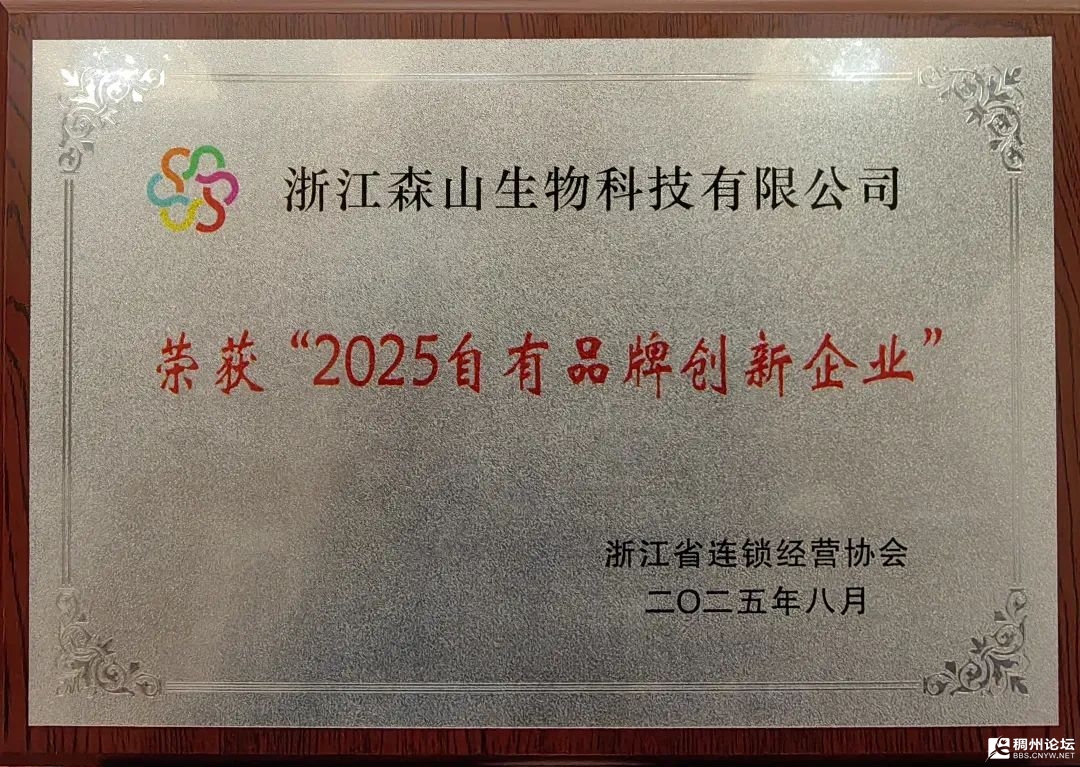 浙江森山生物科技有限公司
荣获“2025自有品牌创新企业”
浙江省连锁经营协会
二〇二五年八月
稠州论坛
BBS.CNYW.NET